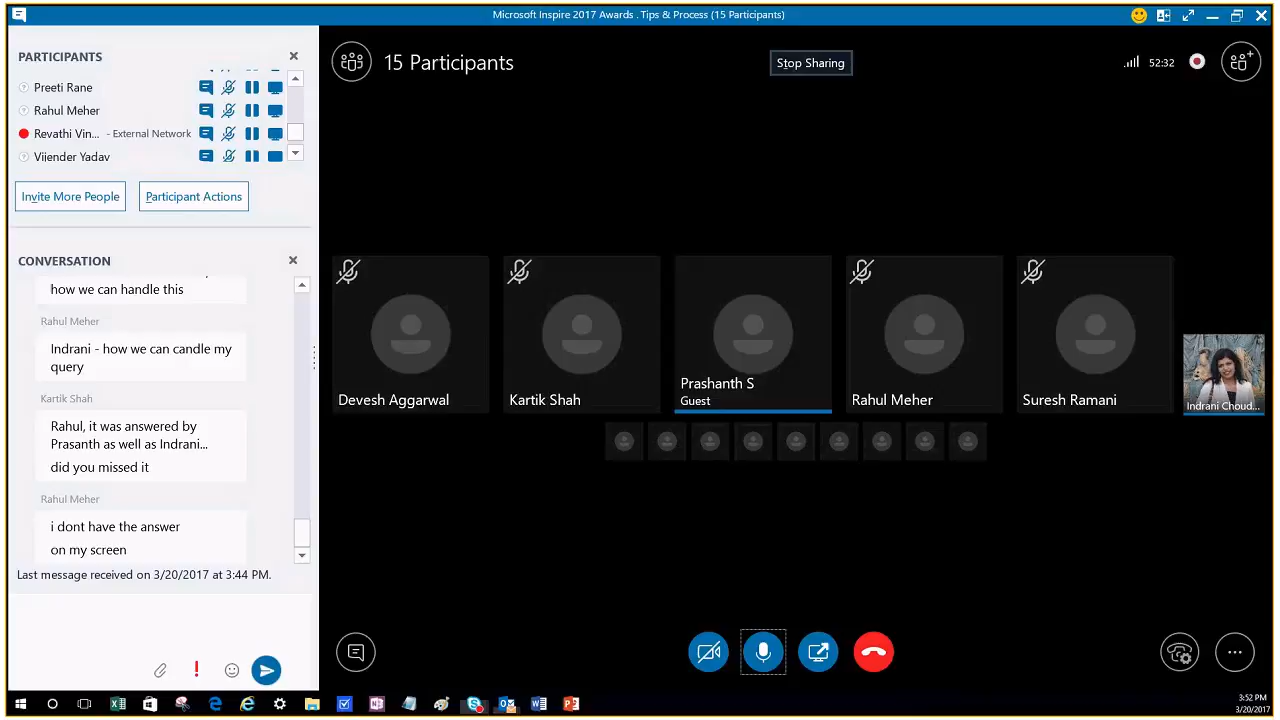 Microsoft Inspire 2017 Awards . Tips & Process (15 Participants)
PARTICIPANTS
Preeti Rane
Rahul Meher
Revathi Vin... - External Network
Viiender Yadav
Invite More People
Participant Actions
CONVERSATION
how we can handle this
Rahul Meher
Indrani - how we can candle my
query
Kartik Shah
Rahul, it was answered by
Prasanth as well as Indrani...
did you missed it
Rahul Meher
i dont have the answer
on my screen
Last message received on 3/20/2017 at 3:44 PM.
15 Participants
Stop Sharing
52:32
Devesh Aggarwal
Kartik Shah
Prashanth S
Guest
Rahul Meher
Suresh Ramani
Indrani Choud...
3:52 PM
3/20/2017